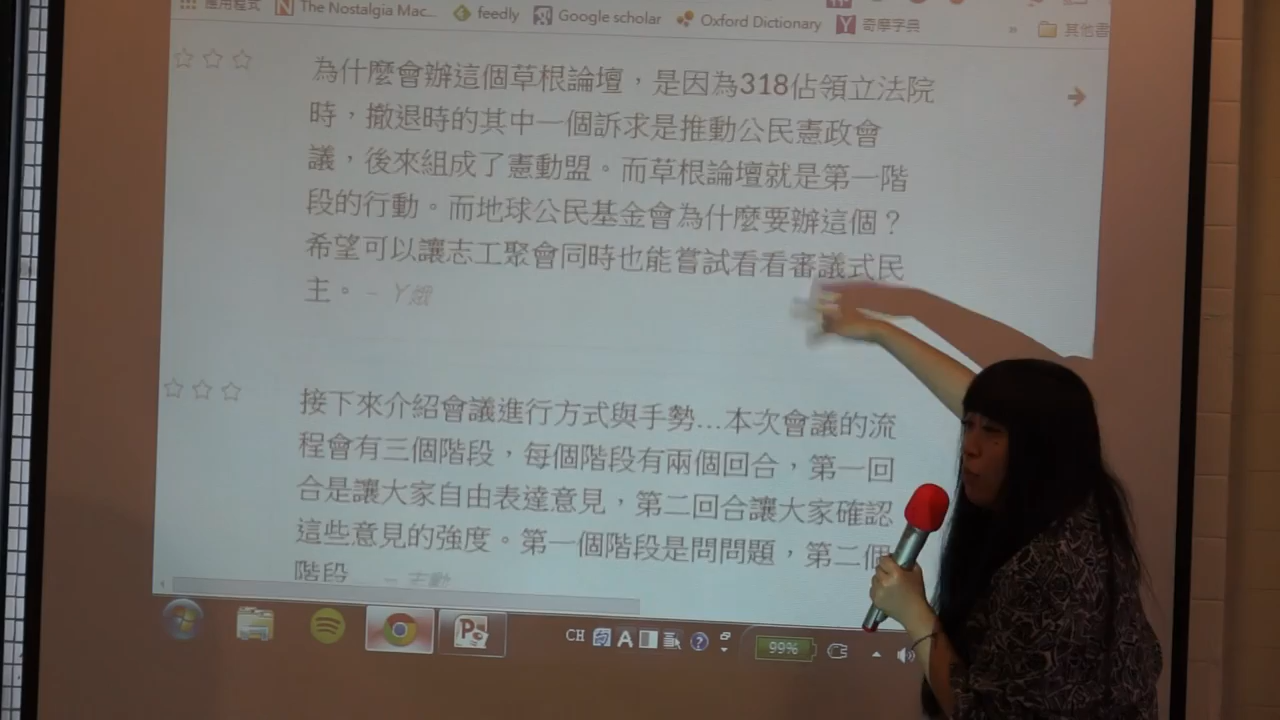 應用程式 The Nostalgia Mac... feedly Google scholar Oxford Dictionary 奇摩字典 » 其他書
為什麼會辦這個草根論壇，是因為318佔領立法院
時，撤退時的其中一個訴求是推動公民憲政會
議，後來組成了憲動盟。而草根論壇就是第一階
段的行動。而地球公民基金會為什麼要辦這個？
希望可以讓志工聚會同時也能嘗試看看審議式民
主。 – Y娥
接下來介紹會議進行方式與手勢...本次會議的流
程會有三個階段，每個階段有兩個回合，第一回
合是讓大家自由表達意見，第二回合讓大家確認
這些意見的強度。第一個階段是問問題，第二個
階段
CH 99%